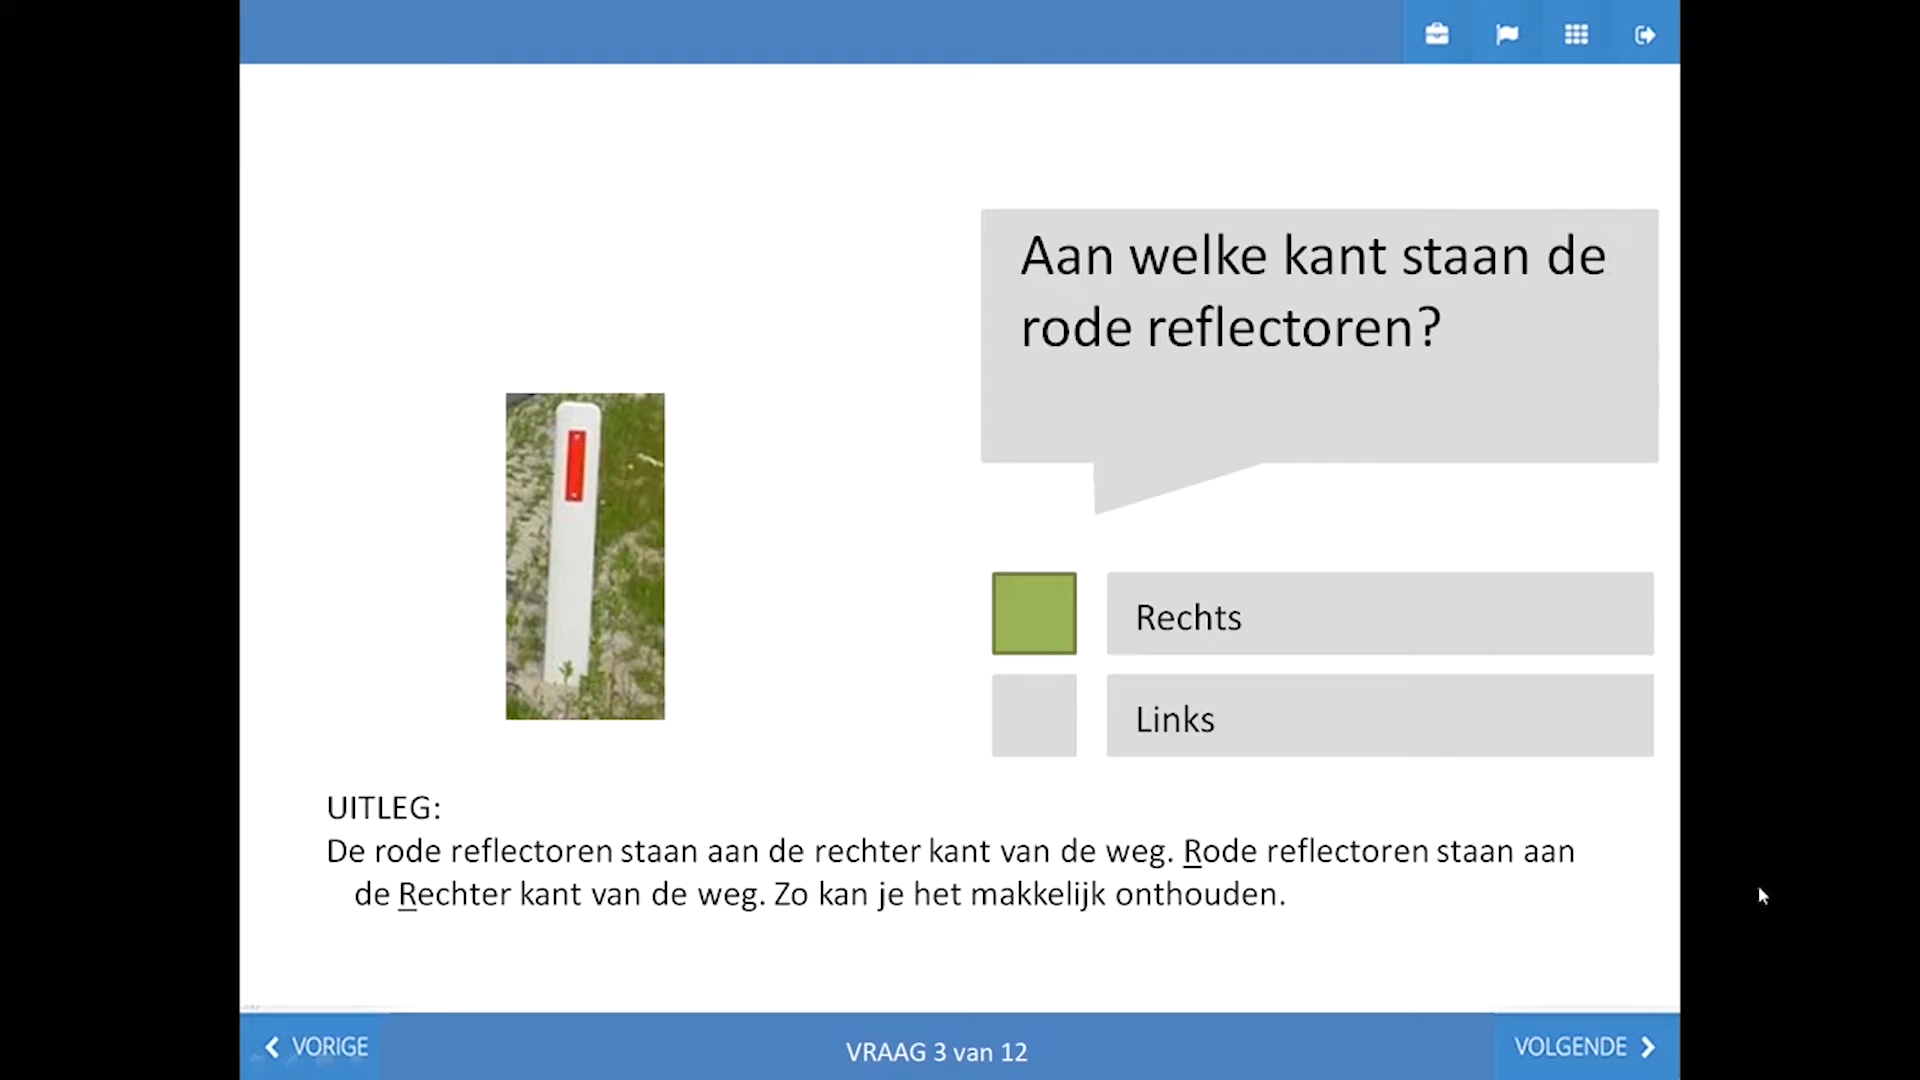 Aan welke kant staan de
rode reflectoren?
Rechts
Links
UITLEG:
De rode reflectoren staan aan de rechter kant van de weg. Rode reflectoren staan aan
de Rechter kant van de weg. Zo kan je het makkelijk onthouden.
VORIGE
VRAAG 3 van 12
VOLGENDE